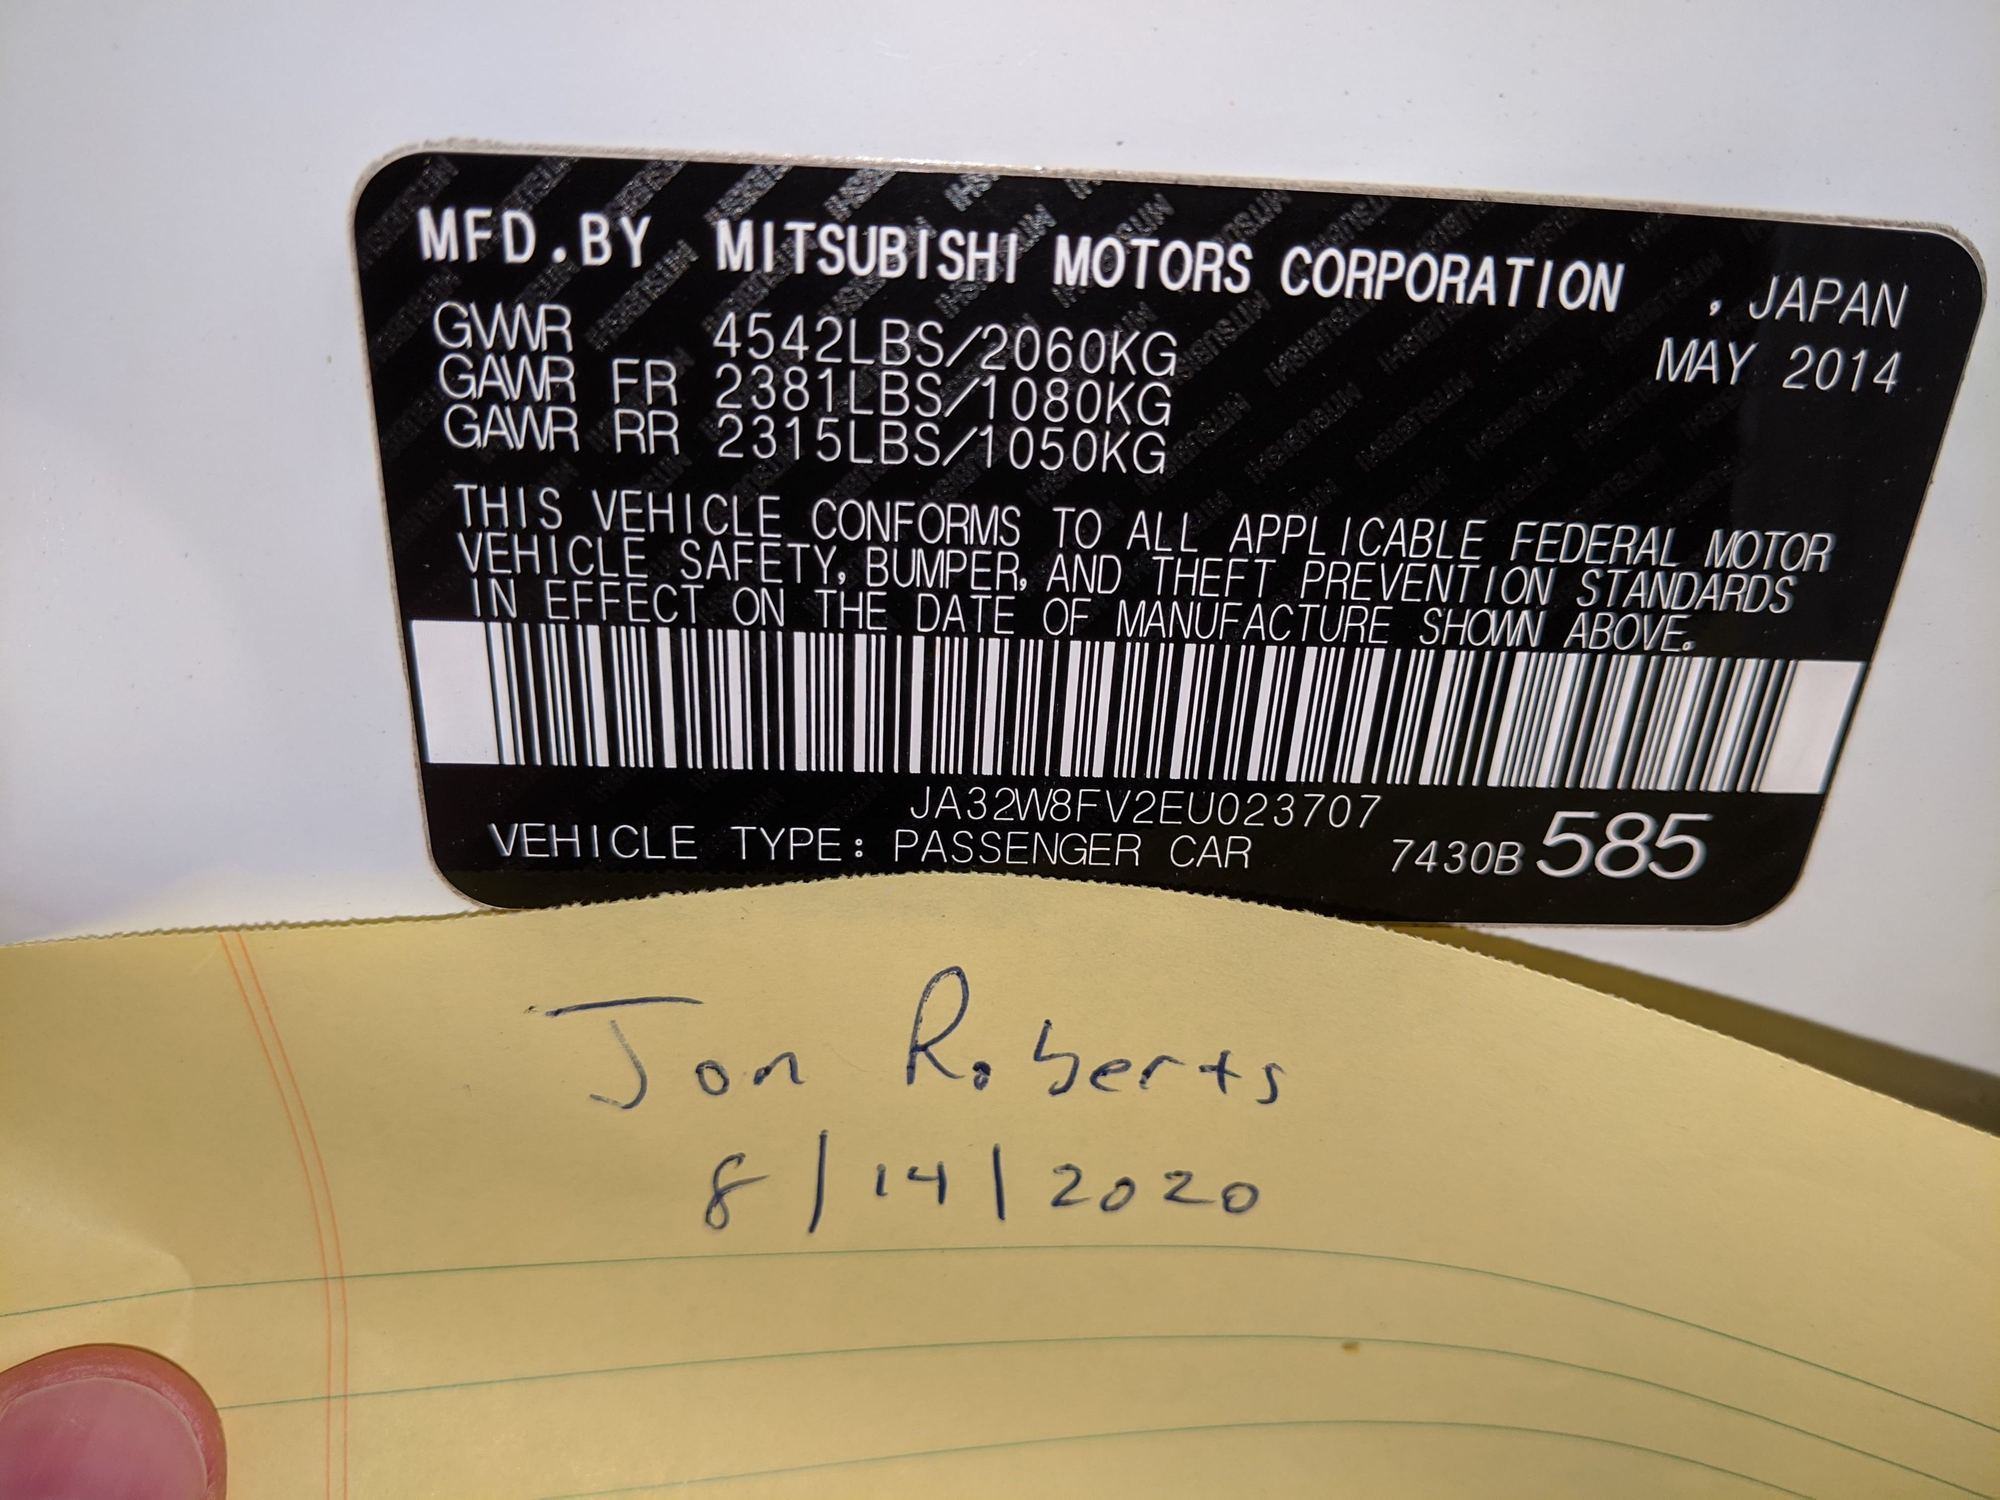 MFD.BY MITSUBISHI MOTORS CORPORATION , JAPAN
GVWR 4542LBS/2060KG MAY 2014
GAWR FR 2381LBS/1080KG
GAWR RR 2315LBS/1050KG
THIS VEHICLE CONFORMS TO ALL APPLICABLE FEDERAL MOTOR
VEHICLE SAFETY, BUMPER, AND THEFT PREVENTION STANDARDS
IN EFFECT ON THE DATE OF MANUFACTURE SHOWN ABOVE.
JA32W8FV2EU023707
VEHICLE TYPE: PASSENGER CAR 7430B 585
Jon Roberts
8/14/2020